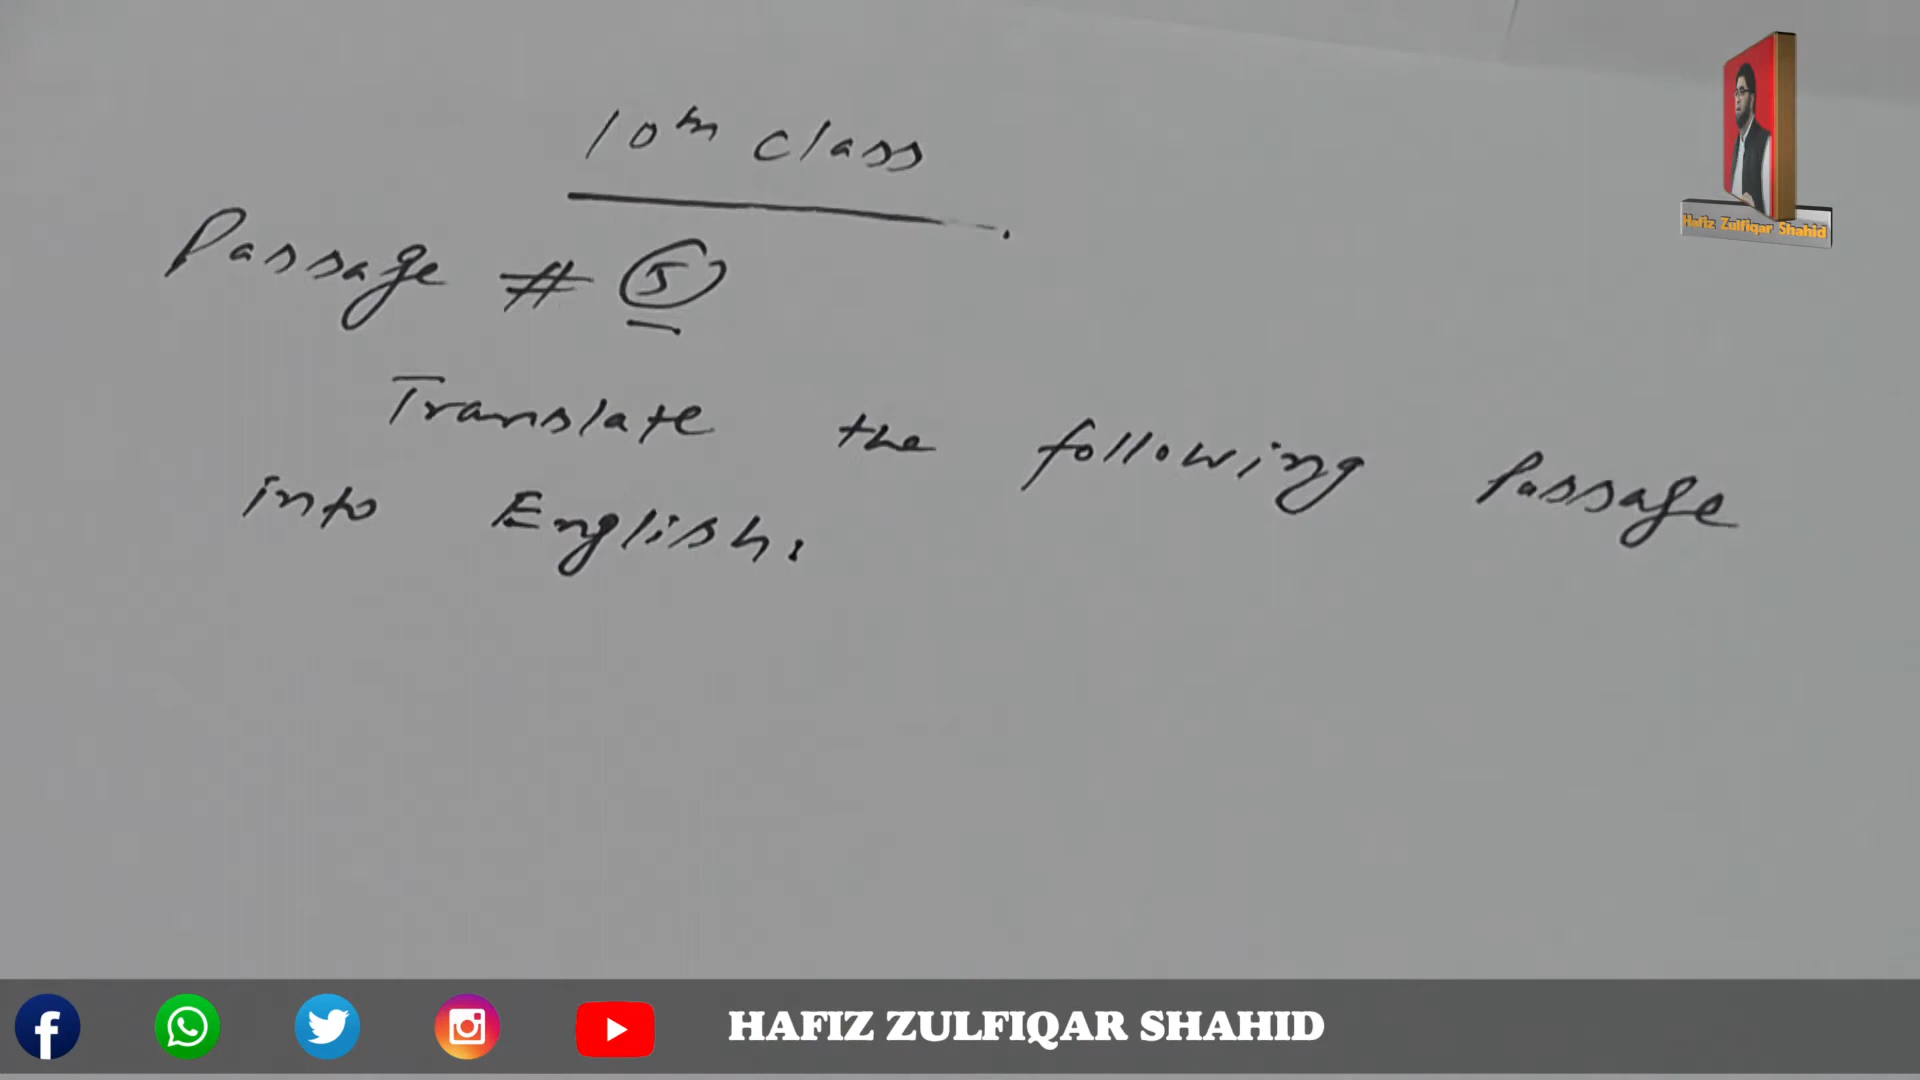 10th class
Passage # 5
Translate the following Passage
into English.
Hafiz Zulfiqar Shahid
HAFIZ ZULFIQAR SHAHID